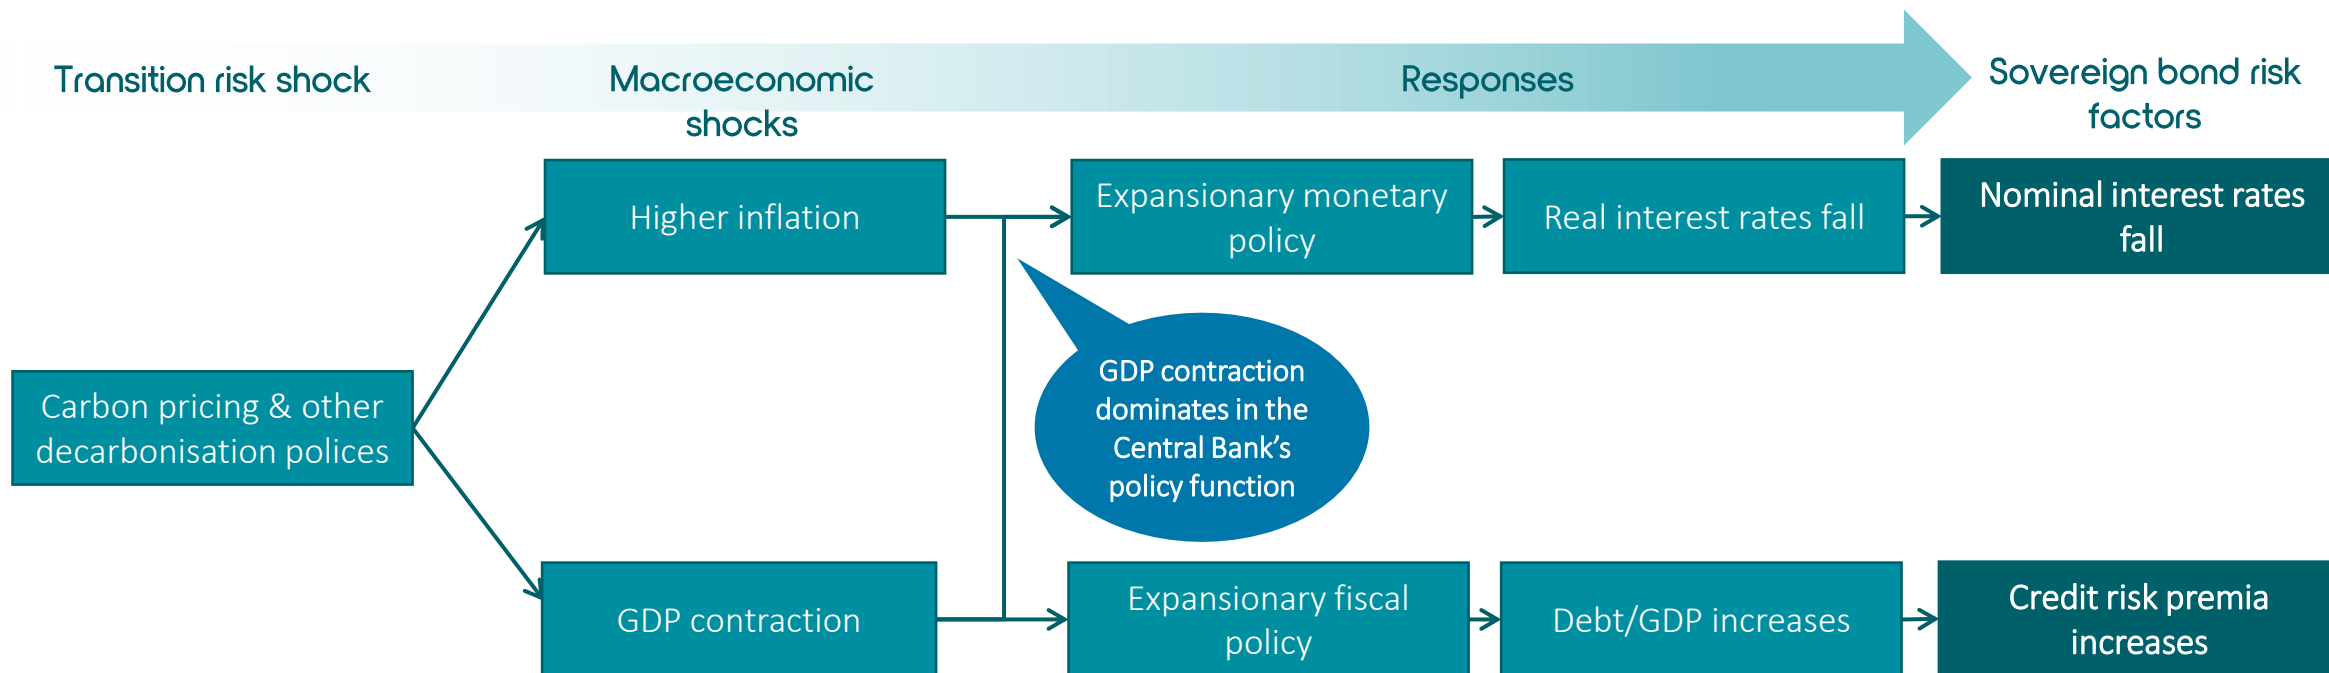 Transition risk shock
Macroeconomic
shocks
Responses
Sovereign bond risk
factors
Higher inflation
Expansionary monetary
policy
Real interest rates fall
Nominal interest rates
fall
GDP contraction
dominates in the
Central Bank’s
policy function
Carbon pricing & other
decarbonisation polices
GDP contraction
Expansionary fiscal
policy
Debt/GDP increases
Credit risk premia
increases